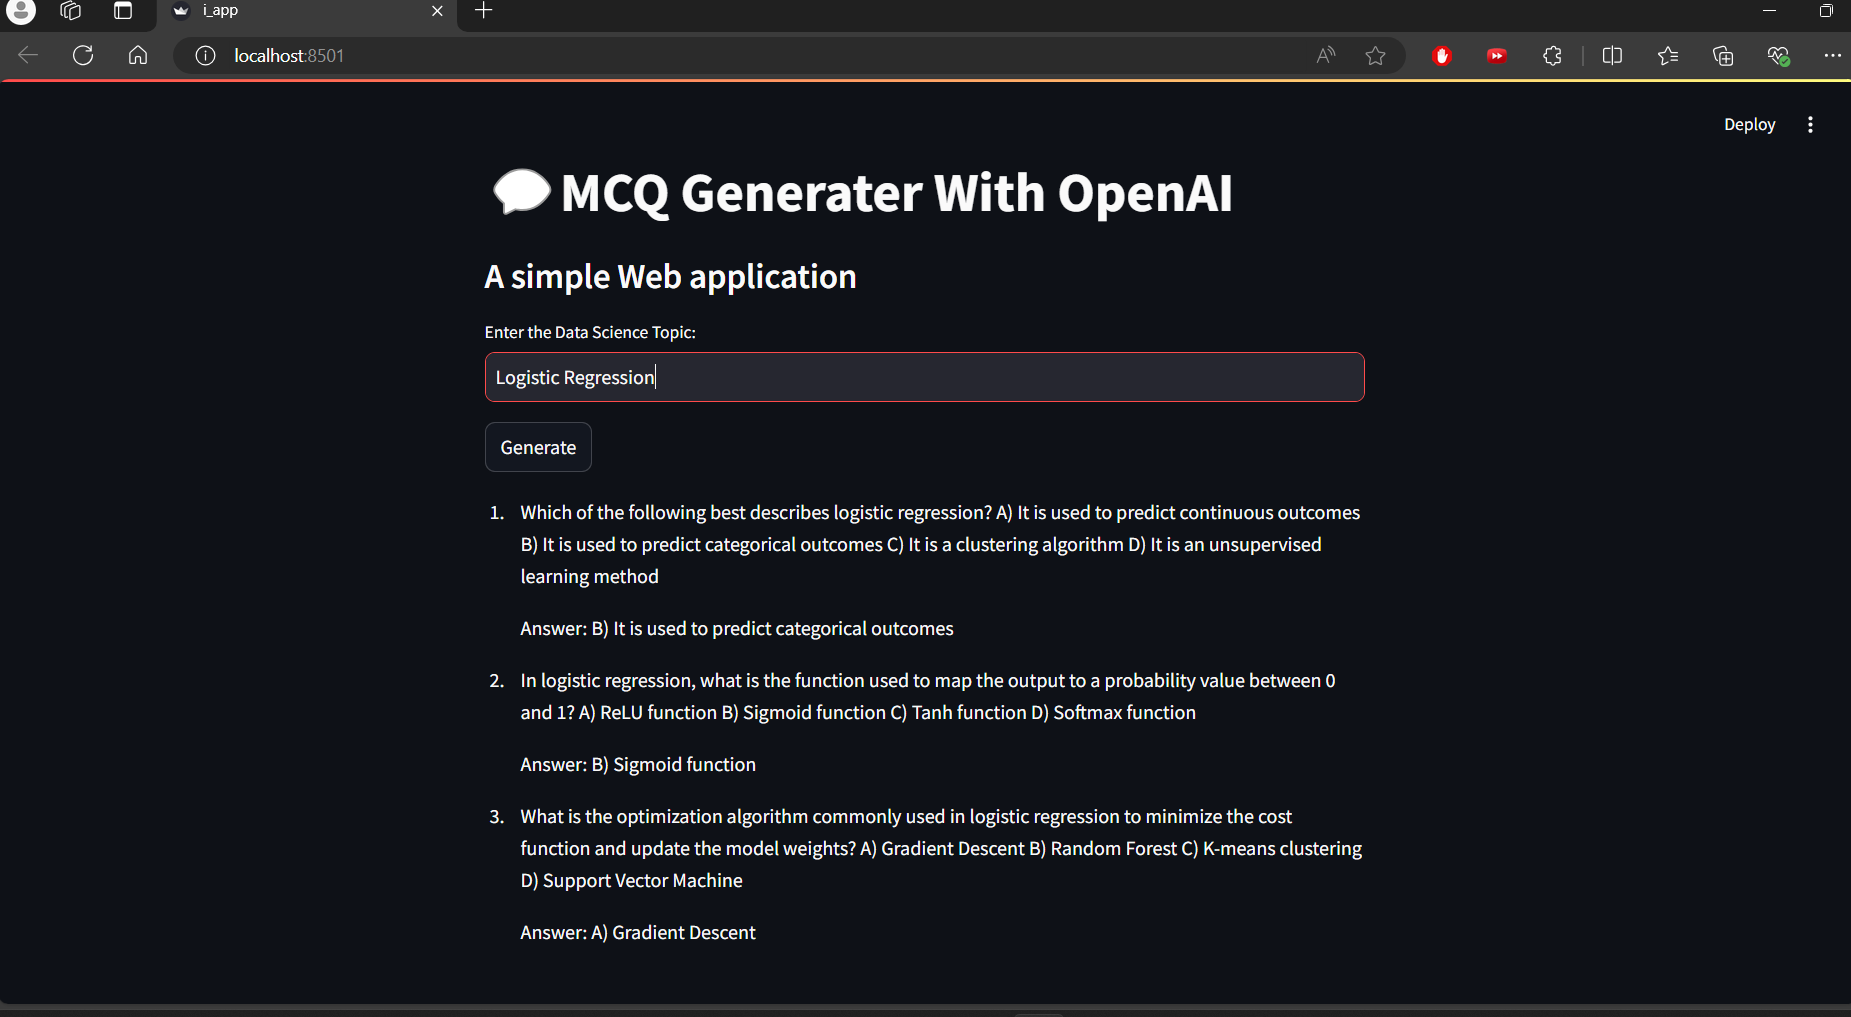 i_app
localhost:8501
Deploy
MCQ Generater With OpenAI
A simple Web application
Enter the Data Science Topic:
Logistic Regression
Generate
1. Which of the following best describes logistic regression? A) It is used to predict continuous outcomes
B) It is used to predict categorical outcomes C) It is a clustering algorithm D) It is an unsupervised
learning method
Answer: B) It is used to predict categorical outcomes
2. In logistic regression, what is the function used to map the output to a probability value between 0
and 1? A) ReLU function B) Sigmoid function C) Tanh function D) Softmax function
Answer: B) Sigmoid function
3. What is the optimization algorithm commonly used in logistic regression to minimize the cost
function and update the model weights? A) Gradient Descent B) Random Forest C) K-means clustering
D) Support Vector Machine
Answer: A) Gradient Descent